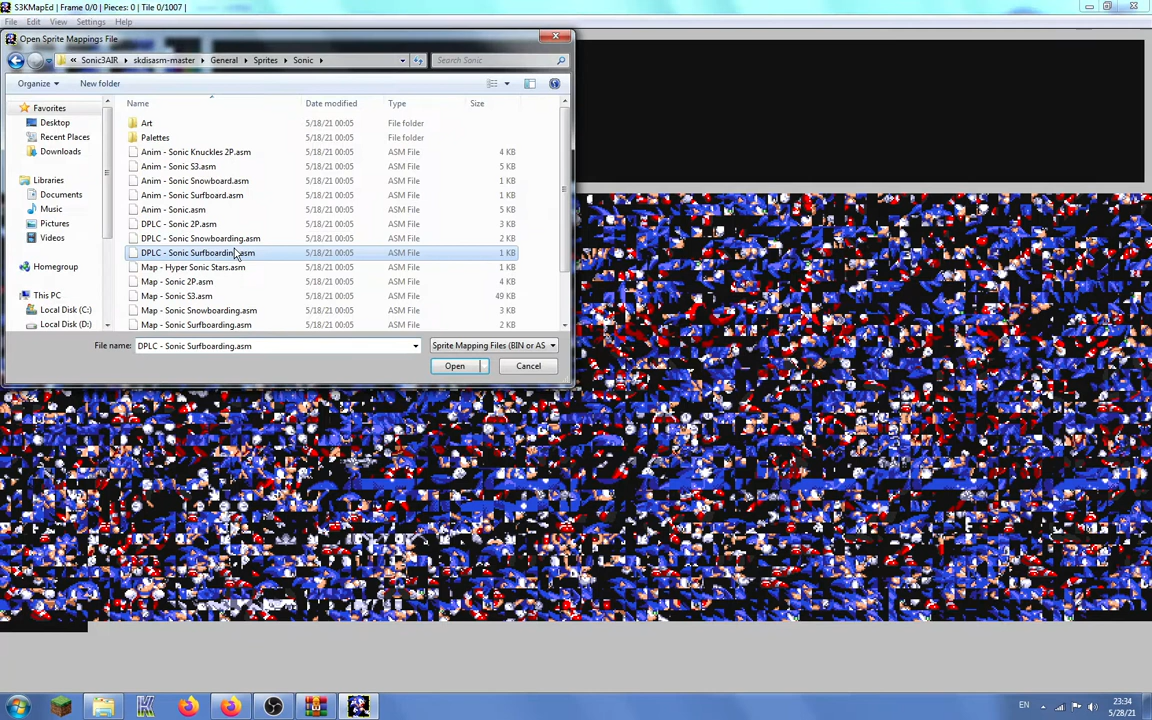 S3KMapEd | Frame 0/0 | Pieces: 0 | Tile 0/1007 |
File Edit View Settings Help
Open Sprite Mappings File
« Sonic3AIR skdisasm-master General Sprites Sonic Search Sonic
Organize New folder
Name Date modified Type Size
Favorites
Desktop
Recent Places
Downloads
Libraries
Documents
Music
Pictures
Videos
Homegroup
This PC
Local Disk (C:)
Local Disk (D:)
Art 5/18/21 00:05 File folder
Palettes 5/18/21 00:05 File folder
Anim - Sonic Knuckles 2P.asm 5/18/21 00:05 ASM File 4 KB
Anim - Sonic S3.asm 5/18/21 00:05 ASM File 5 KB
Anim - Sonic Snowboard.asm 5/18/21 00:05 ASM File 1 KB
Anim - Sonic Surfboard.asm 5/18/21 00:05 ASM File 1 KB
Anim - Sonic.asm 5/18/21 00:05 ASM File 5 KB
DPLC - Sonic 2P.asm 5/18/21 00:05 ASM File 3 KB
DPLC - Sonic Snowboarding.asm 5/18/21 00:05 ASM File 2 KB
DPLC - Sonic Surfboarding.asm 5/18/21 00:05 ASM File 1 KB
Map - Hyper Sonic Stars.asm 5/18/21 00:05 ASM File 1 KB
Map - Sonic 2P.asm 5/18/21 00:05 ASM File 4 KB
Map - Sonic S3.asm 5/18/21 00:05 ASM File 49 KB
Map - Sonic Snowboarding.asm 5/18/21 00:05 ASM File 3 KB
Map - Sonic Surfboarding.asm 5/18/21 00:05 ASM File 2 KB
File name: DPLC - Sonic Surfboarding.asm Sprite Mapping Files (BIN or AS
Open Cancel
EN 23:34
5/28/21